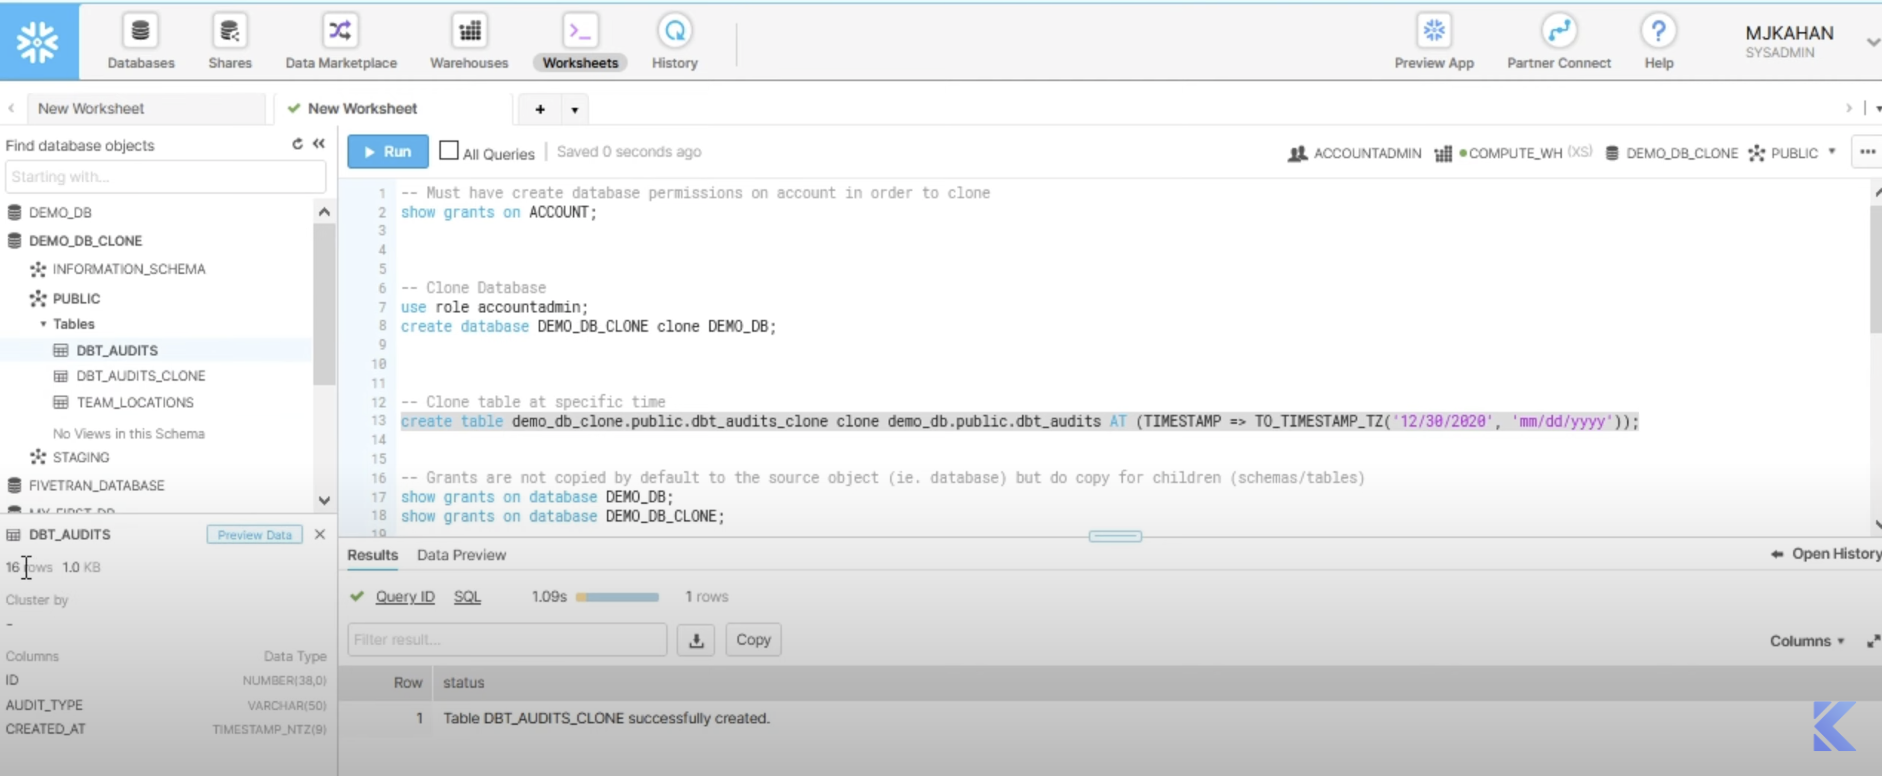 Databases
Shares
Data Marketplace
Warehouses
Worksheets
History
Preview App
Partner Connect
Help
MJKAHAN
SYSADMIN
New Worksheet
New Worksheet
Find database objects
Starting with...
DEMO_DB
DEMO_DB_CLONE
INFORMATION_SCHEMA
PUBLIC
Tables
DBT_AUDITS
DBT_AUDITS_CLONE
TEAM_LOCATIONS
No Views in this Schema
STAGING
FIVETRAN_DATABASE
DBT_AUDITS
Preview Data
16 rows 1.0 KB
Cluster by
-
Columns Data Type
ID NUMBER(38,0)
AUDIT_TYPE VARCHAR(50)
CREATED_AT TIMESTAMP_NTZ(9)
Run
All Queries
Saved 0 seconds ago
ACCOUNTADMIN
COMPUTE_WH (XS)
DEMO_DB_CLONE
PUBLIC
1 -- Must have create database permissions on account in order to clone
2 show grants on ACCOUNT;
3
4
5
6 -- Clone Database
7 use role accountadmin;
8 create database DEMO_DB_CLONE clone DEMO_DB;
9
10
11
12 -- Clone table at specific time
13 create table demo_db_clone.public.dbt_audits_clone clone demo_db.public.dbt_audits AT (TIMESTAMP => TO_TIMESTAMP_TZ('12/30/2020', 'mm/dd/yyyy'));
14
15
16 -- Grants are not copied by default to the source object (ie. database) but do copy for children (schemas/tables)
17 show grants on database DEMO_DB;
18 show grants on database DEMO_DB_CLONE;
19
Results
Data Preview
Open History
Query ID
SQL
1.09s
1 rows
Filter result...
Copy
Columns
Row status
1 Table DBT_AUDITS_CLONE successfully created.